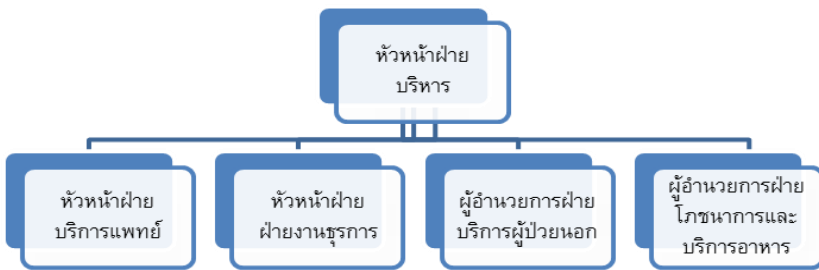 หัวหน้าฝ่าย
บริหาร
หัวหน้าฝ่าย
บริการแพทย์
หัวหน้าฝ่าย
ฝ่ายงานธุรการ
ผู้อำนวยการฝ่าย
บริการผู้ป่วยนอก
ผู้อำนวยการฝ่าย
โภชนาการและ
บริการอาหาร